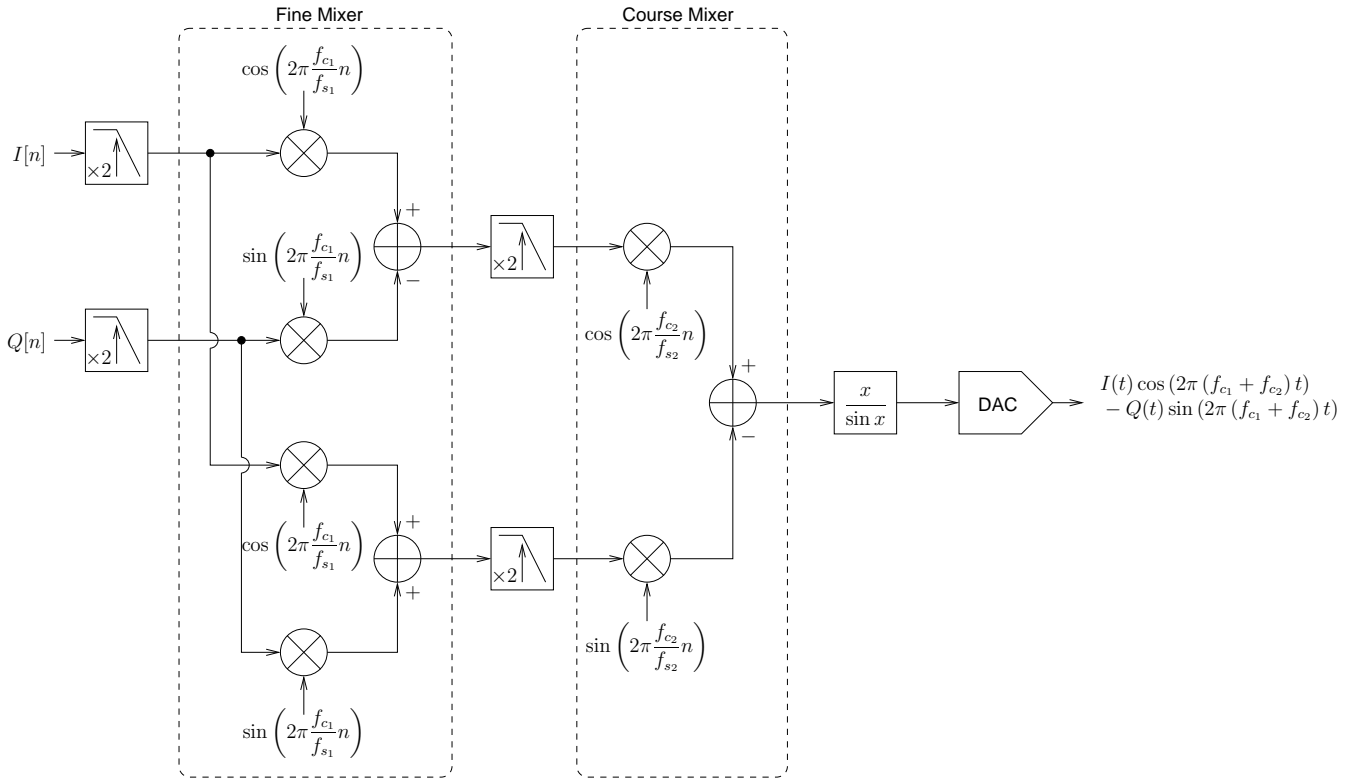 Fine Mixer
Course Mixer
cos(2π f_{c_1}/f_{s_1} n)
I[n]
×2
+
sin(2π f_{c_1}/f_{s_1} n)
×2
−
Q[n]
×2
cos(2π f_{c_2}/f_{s_2} n)
+
x/sin x
DAC
I(t) cos (2π (f_{c_1} + f_{c_2}) t)
− Q(t) sin (2π (f_{c_1} + f_{c_2}) t)
−
cos(2π f_{c_1}/f_{s_1} n)
+
×2
+
sin(2π f_{c_2}/f_{s_2} n)
sin(2π f_{c_1}/f_{s_1} n)